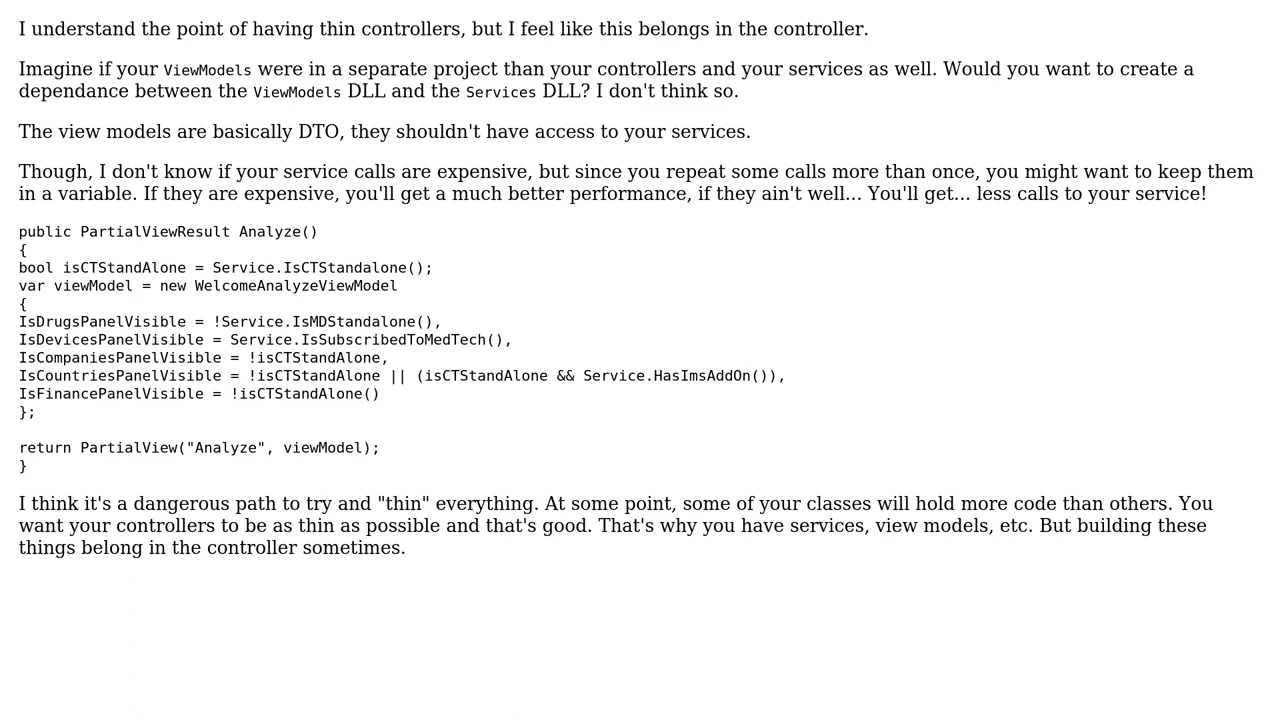 I understand the point of having thin controllers, but I feel like this belongs in the controller.
Imagine if your ViewModels were in a separate project than your controllers and your services as well. Would you want to create a
dependance between the ViewModels DLL and the Services DLL? I don't think so.
The view models are basically DTO, they shouldn't have access to your services.
Though, I don't know if your service calls are expensive, but since you repeat some calls more than once, you might want to keep them
in a variable. If they are expensive, you'll get a much better performance, if they ain't well... You'll get... less calls to your service!
public PartialViewResult Analyze()
{
bool isCTStandAlone = Service.IsCTStandalone();
var viewModel = new WelcomeAnalyzeViewModel
{
IsDrugsPanelVisible = !Service.IsMDStandalone(),
IsDevicesPanelVisible = Service.IsSubscribedToMedTech(),
IsCompaniesPanelVisible = !isCTStandAlone,
IsCountriesPanelVisible = !isCTStandAlone || (isCTStandAlone && Service.HasImsAddOn()),
IsFinancePanelVisible = !isCTStandAlone()
};
return PartialView("Analyze", viewModel);
}
I think it's a dangerous path to try and "thin" everything. At some point, some of your classes will hold more code than others. You
want your controllers to be as thin as possible and that's good. That's why you have services, view models, etc. But building these
things belong in the controller sometimes.